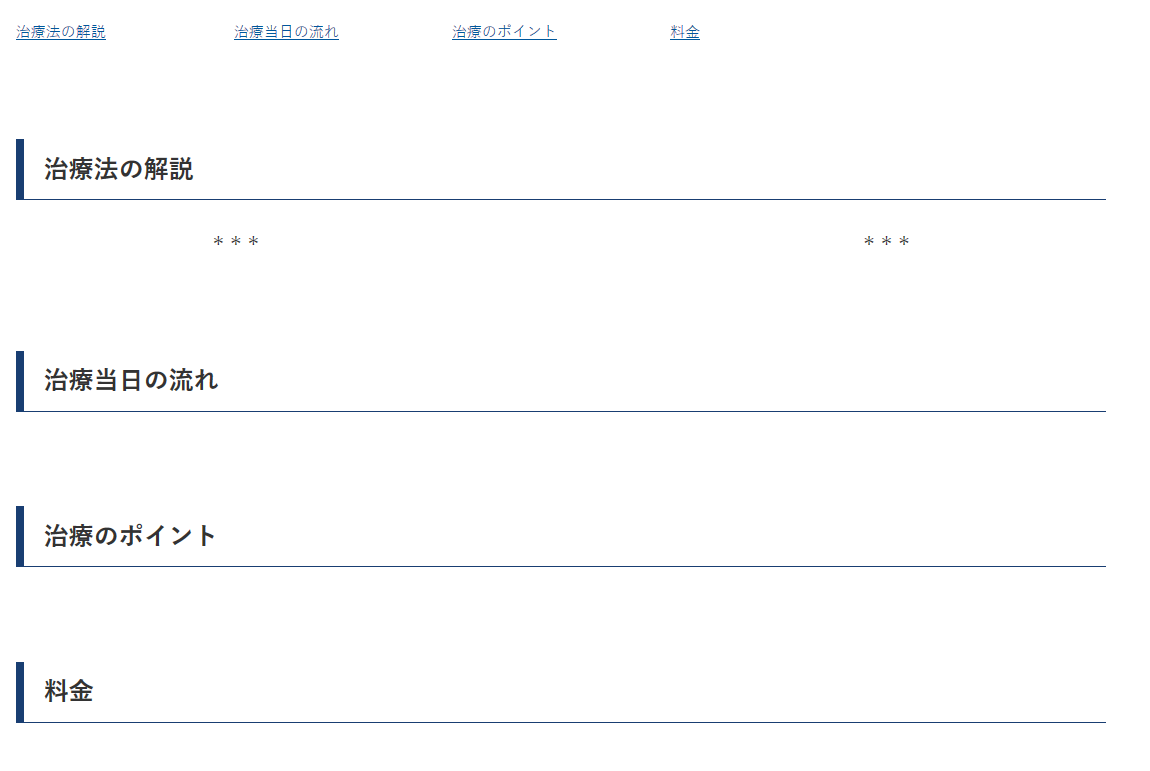 治療法の解説 治療当日の流れ 治療のポイント 料金
治療法の解説
＊＊＊ ＊＊＊
治療当日の流れ
治療のポイント
料金